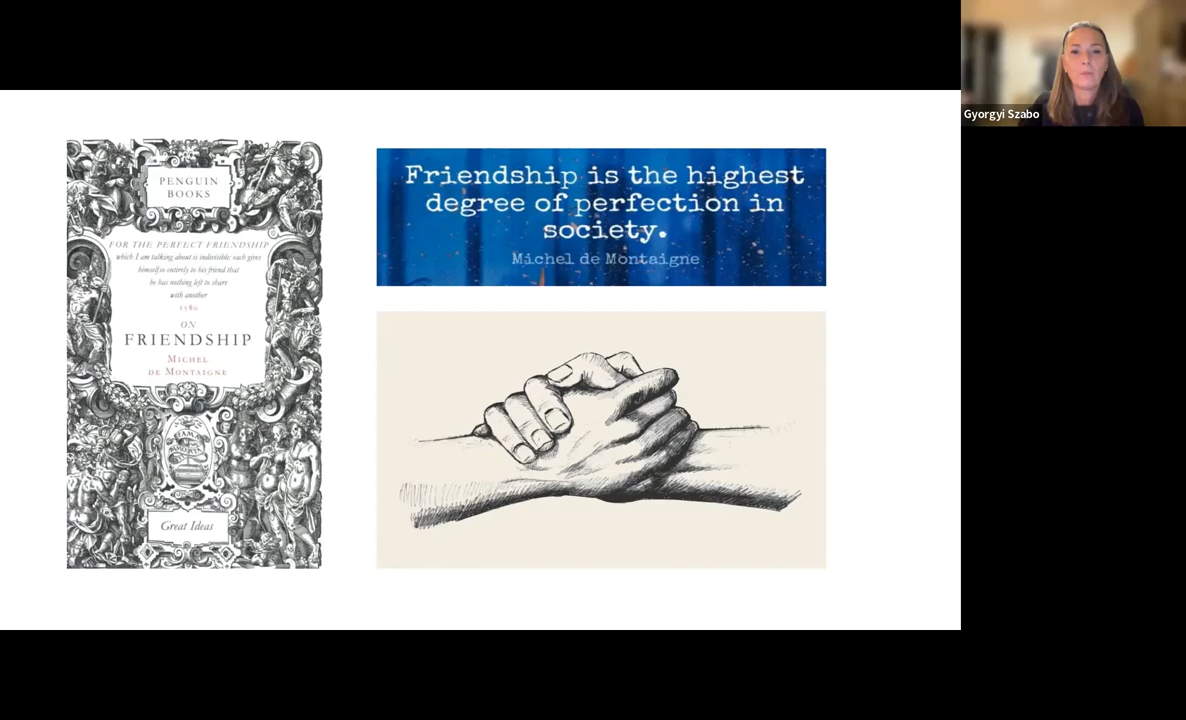 PENGUIN
BOOKS
FOR THE PERFECT FRIENDSHIP
which I am talking about is indivisible: each gives
himself so entirely to his friend that
he has nothing left to share
with another
1580
ON
FRIENDSHIP
MICHEL
DE MONTAIGNE
Great Ideas
Friendship is the highest
degree of perfection in
society.
Michel de Montaigne
Gyorgyi Szabo